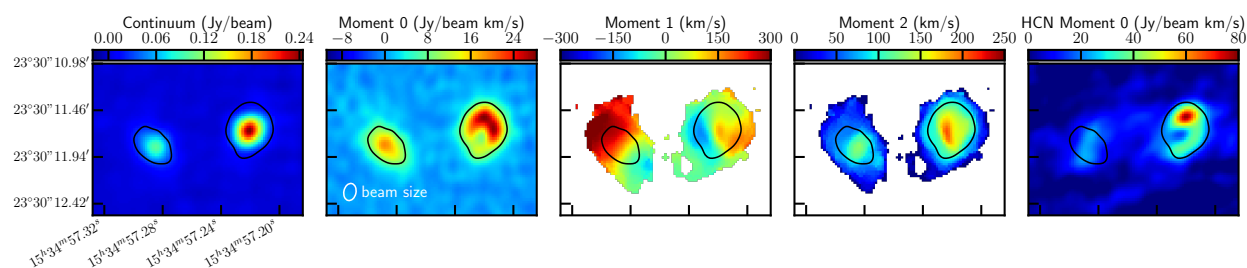 Continuum (Jy/beam)
0.00 0.06 0.12 0.18 0.24
Moment 0 (Jy/beam km/s)
−8 0 8 16 24
Moment 1 (km/s)
−300 −150 0 150 300
Moment 2 (km/s)
0 50 100 150 200 250
HCN Moment 0 (Jy/beam km/s)
0 20 40 60 80
23°30″10.98′
23°30″11.46′
23°30″11.94′
23°30″12.42′
15ʰ34ᵐ57.32ˢ
15ʰ34ᵐ57.28ˢ
15ʰ34ᵐ57.24ˢ
15ʰ34ᵐ57.20ˢ
beam size